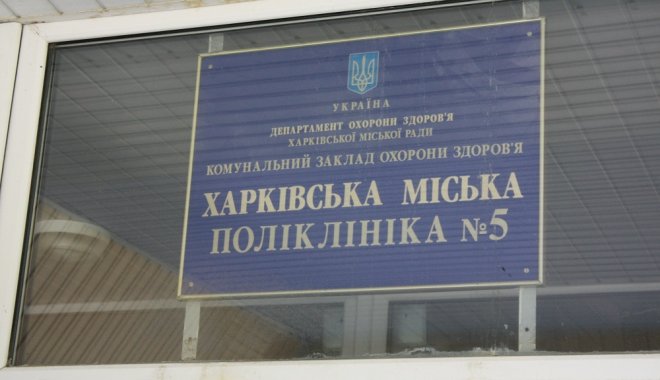 УКРАЇНА
ДЕПАРТАМЕНТ ОХОРОНИ ЗДОРОВ'Я
ХАРКІВСЬКОЇ МІСЬКОЇ РАДИ
КОМУНАЛЬНИЙ ЗАКЛАД ОХОРОНИ ЗДОРОВ'Я
ХАРКІВСЬКА МІСЬКА
ПОЛІКЛІНІКА №5